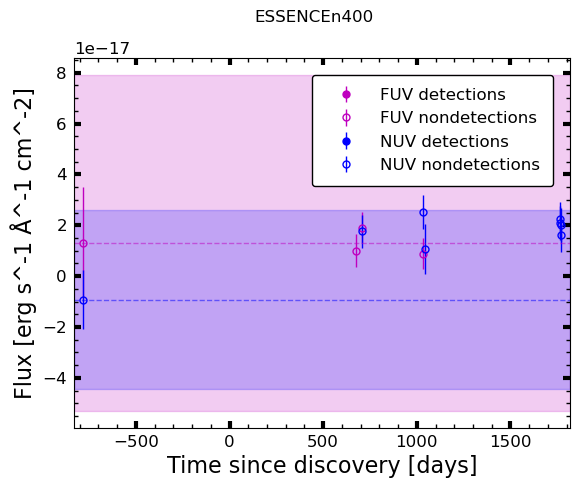 ESSENCEn400
1e−17
FUV detections
FUV nondetections
NUV detections
NUV nondetections
8
6
4
2
0
−2
−4
Flux [erg s^-1 Å^-1 cm^-2]
−500 0 500 1000 1500
Time since discovery [days]